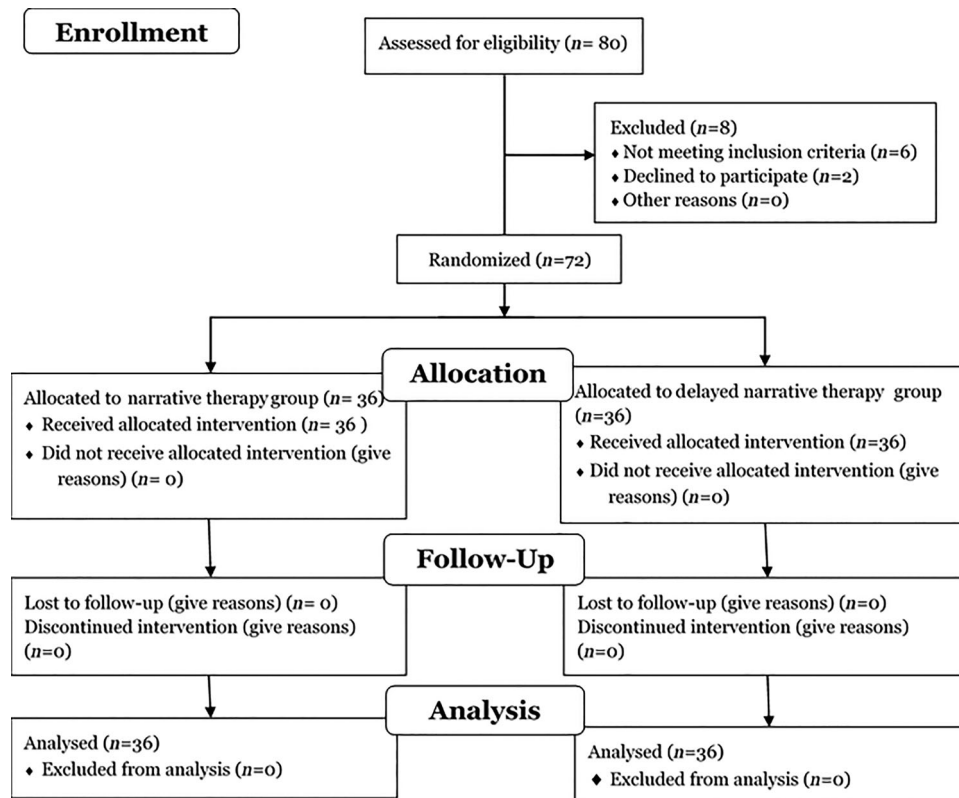 Enrollment
Assessed for eligibility (n= 80)
Excluded (n=8)
♦ Not meeting inclusion criteria (n=6)
♦ Declined to participate (n=2)
♦ Other reasons (n=0)
Randomized (n=72)
Allocation
Allocated to narrative therapy group (n= 36)
♦ Received allocated intervention (n= 36 )
♦ Did not receive allocated intervention (give
reasons) (n= 0)
Allocated to delayed narrative therapy group
(n=36)
♦ Received allocated intervention (n=36)
♦ Did not receive allocated intervention (give
reasons) (n=0)
Follow-Up
Lost to follow-up (give reasons) (n= 0)
Discontinued intervention (give reasons)
(n=0)
Lost to follow-up (give reasons) (n=0)
Discontinued intervention (give reasons)
(n=0)
Analysis
Analysed (n=36)
♦ Excluded from analysis (n=0)
Analysed (n=36)
♦ Excluded from analysis (n=0)